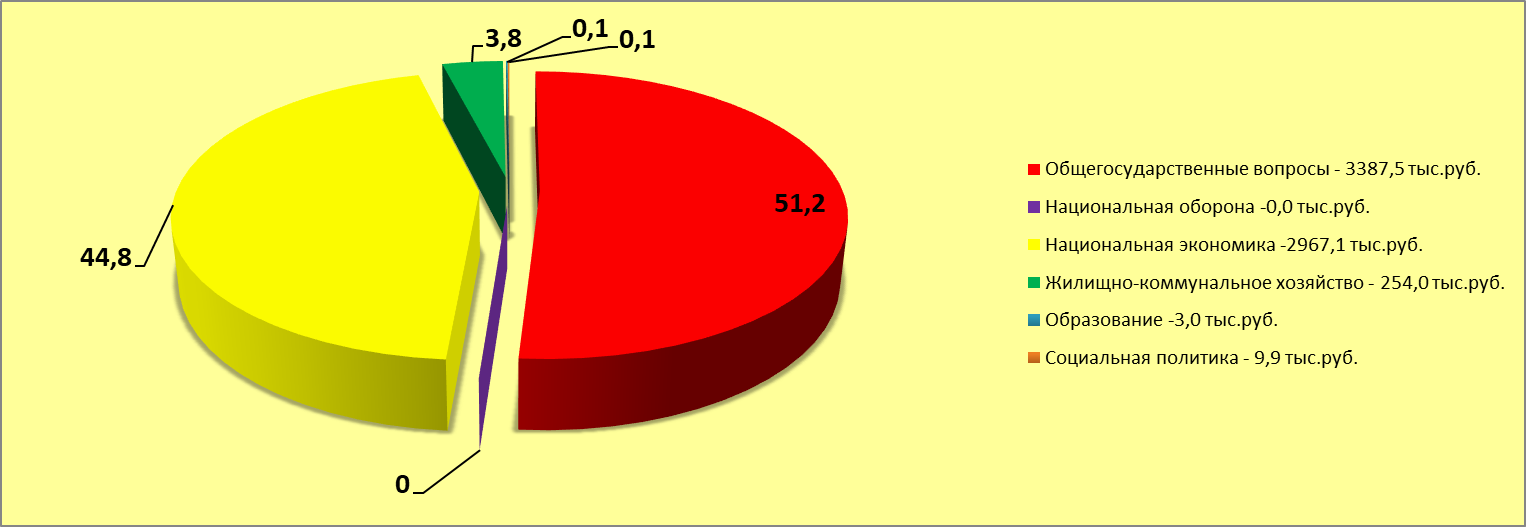 3,8
0,1
0,1
51,2
44,8
0
Общегосударственные вопросы - 3387,5 тыс.руб.
Национальная оборона -0,0 тыс.руб.
Национальная экономика -2967,1 тыс.руб.
Жилищно-коммунальное хозяйство - 254,0 тыс.руб.
Образование -3,0 тыс.руб.
Социальная политика - 9,9 тыс.руб.